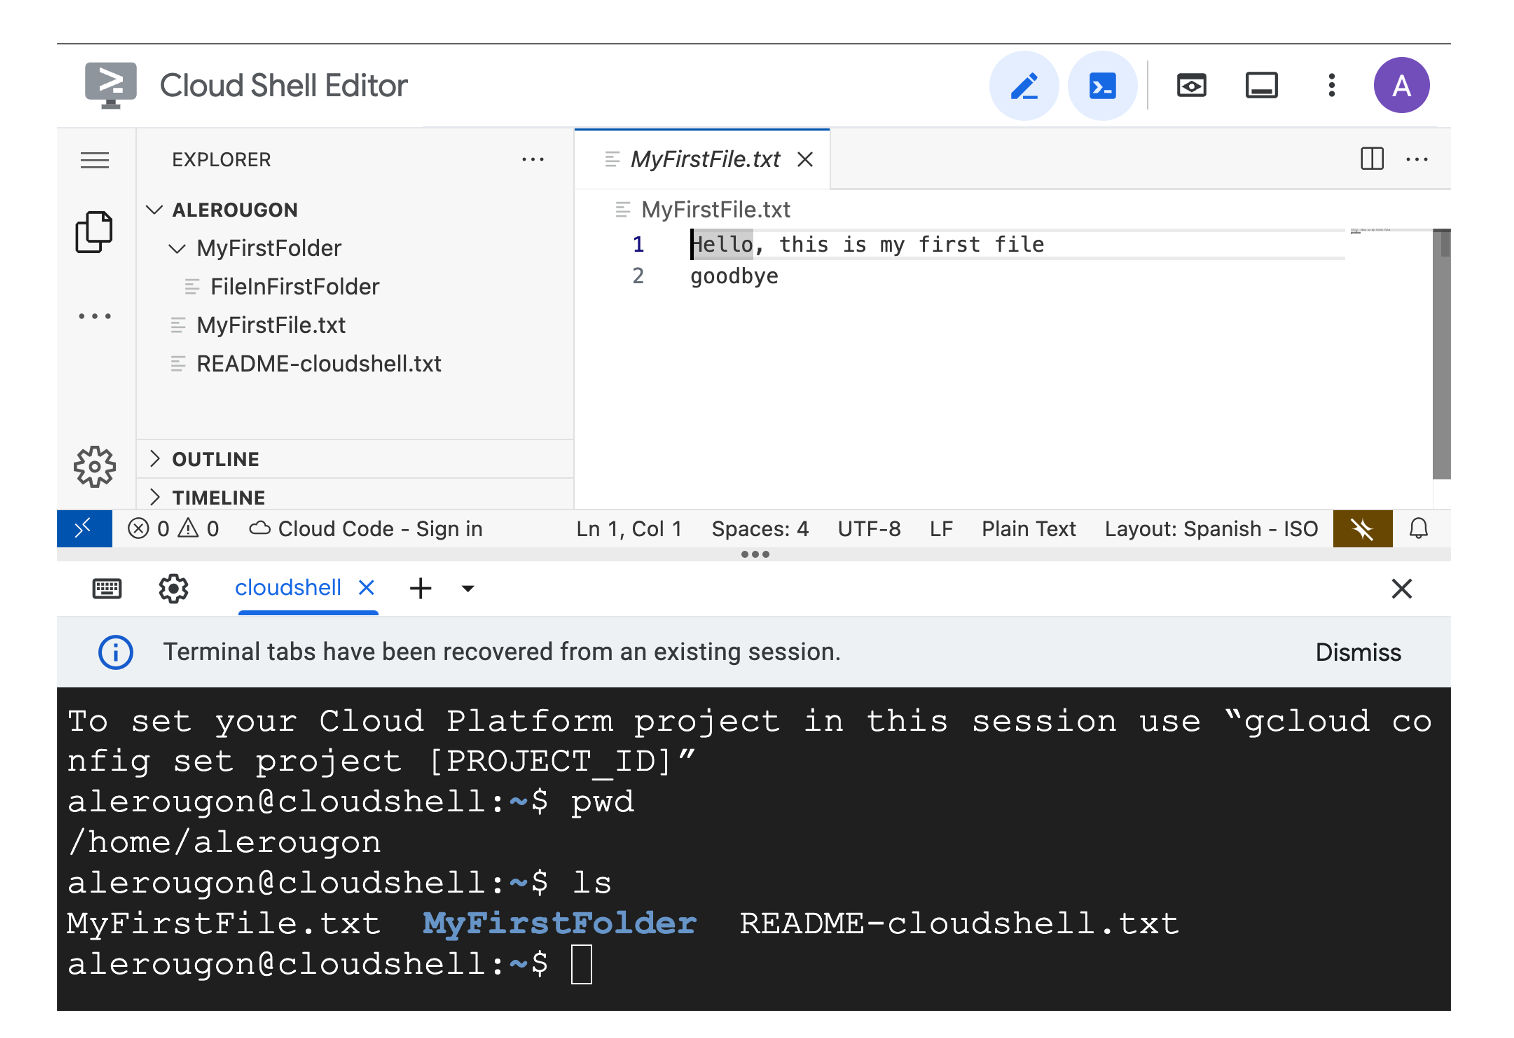 Cloud Shell Editor
A
EXPLORER
MyFirstFile.txt
ALEROUGON
MyFirstFolder
FileInFirstFolder
MyFirstFile.txt
README-cloudshell.txt
OUTLINE
TIMELINE
MyFirstFile.txt
1 Hello, this is my first file
2 goodbye
0 0 Cloud Code - Sign in Ln 1, Col 1 Spaces: 4 UTF-8 LF Plain Text Layout: Spanish - ISO
cloudshell
Terminal tabs have been recovered from an existing session. Dismiss
To set your Cloud Platform project in this session use “gcloud co
nfig set project [PROJECT_ID]”
alerougon@cloudshell:~$ pwd
/home/alerougon
alerougon@cloudshell:~$ ls
MyFirstFile.txt MyFirstFolder README-cloudshell.txt
alerougon@cloudshell:~$